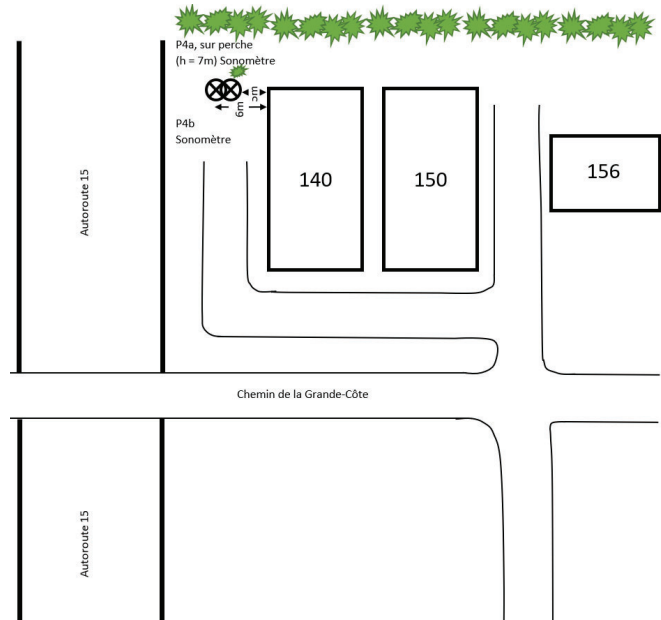 P4a, sur perche
(h = 7m) Sonomètre
6m
P4b
Sonomètre
140
150
156
Autoroute 15
Chemin de la Grande-Côte
Autoroute 15